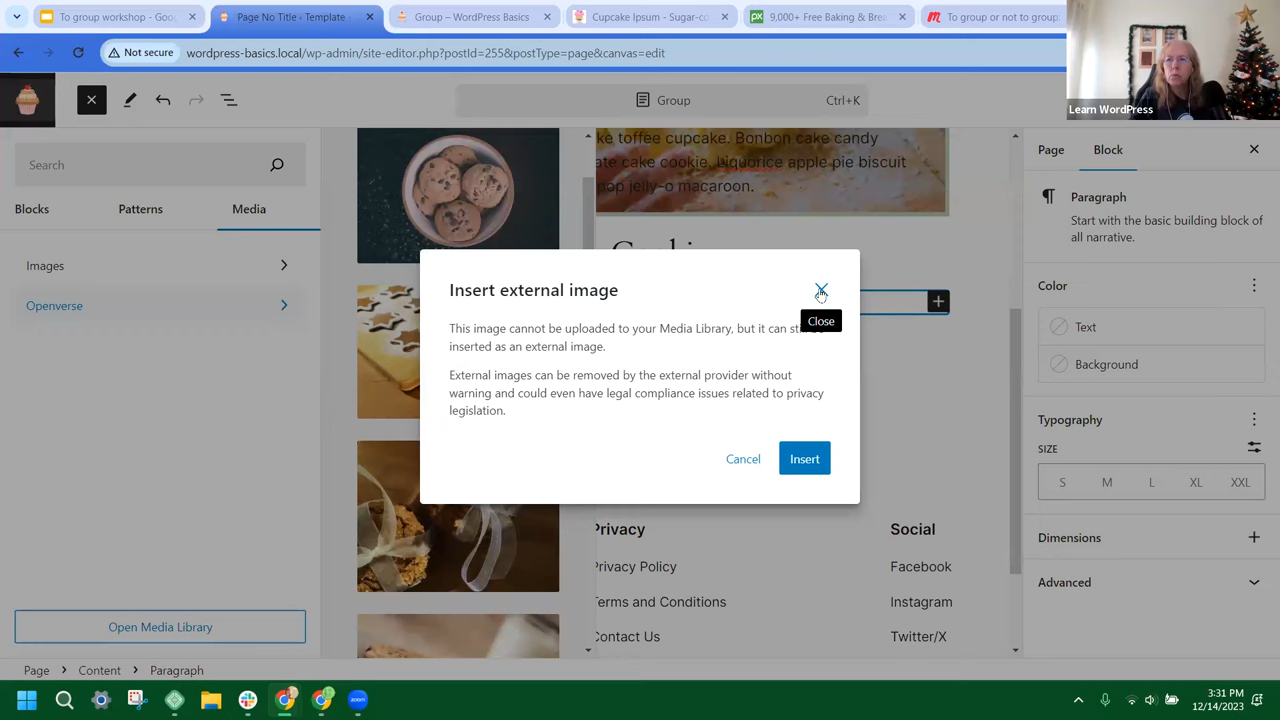 To group workshop - Goo
Page No Title · Template ·
Group – WordPress Basics
Cupcake Ipsum - Sugar-co
9,000+ Free Baking & Brea
To group or not to group:
Not secure
wordpress-basics.local/wp-admin/site-editor.php?postId=255&postType=page&canvas=edit
Learn WordPress
Group
Ctrl+K
Search
Blocks
Patterns
Media
Images
Openverse
Open Media Library
ke toffee cupcake. Bonbon cake candy
ate cake cookie. Liquorice apple pie biscuit
pop jelly-o macaroon.
Insert external image
Close
This image cannot be uploaded to your Media Library, but it can still be
inserted as an external image.
External images can be removed by the external provider without
warning and could even have legal compliance issues related to privacy
legislation.
Cancel
Insert
Privacy
Privacy Policy
Terms and Conditions
Contact Us
Social
Facebook
Instagram
Twitter/X
Page
Block
Paragraph
Start with the basic building block of
all narrative.
Color
Text
Background
Typography
SIZE
S M L XL XXL
Dimensions
Advanced
Page > Content > Paragraph
zoom
3:31 PM
12/14/2023